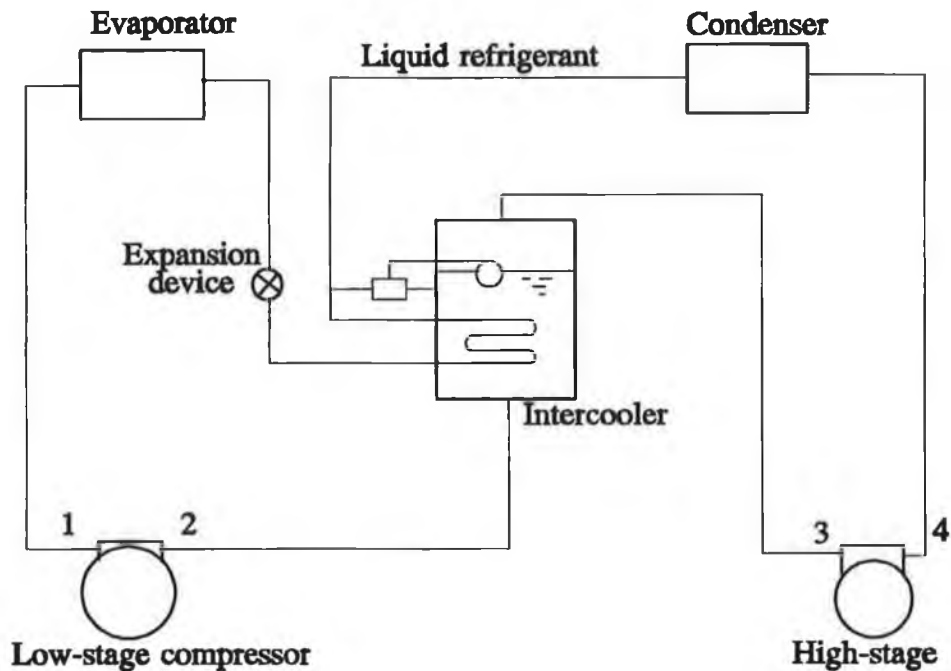 Evaporator
Condenser
Liquid refrigerant
Expansion
device
Intercooler
1
2
3
4
Low-stage compressor
High-stage